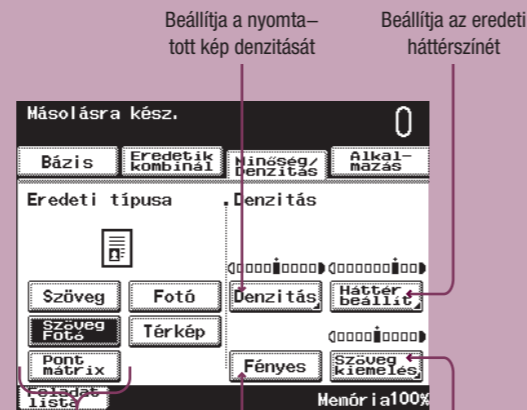 Beállítja a nyomta–
tott kép denzitását
Beállítja az eredeti
háttérszínét
Másolásra kész.
0
Bázis
Eredetik
kombinál
Minőség/
Denzitás
Alkal–
mazás
Eredeti típusa
Denzitás
Szöveg
Fotó
Denzitás
Háttér
beállít.
Szöveg
Fotó
Térkép
Pont
mátrix
Fényes
Szöveg
kiemelés
Feladat
lista
Memória100%